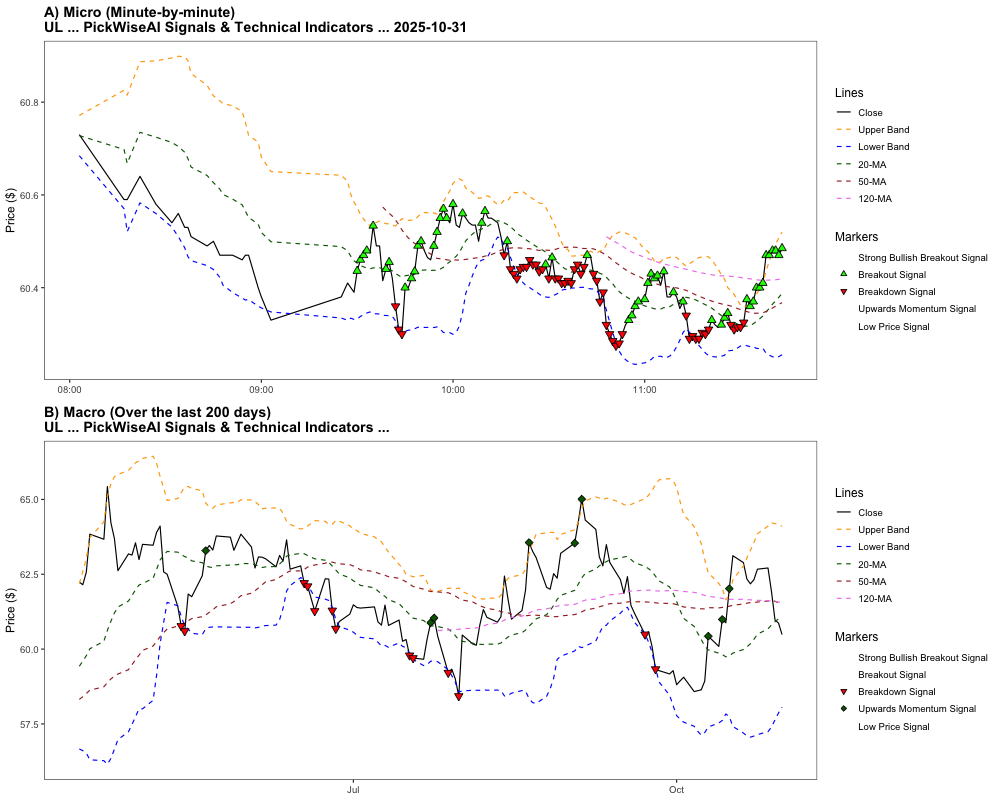 A) Micro (Minute-by-minute)
UL ... PickWiseAI Signals & Technical Indicators ... 2025-10-31
Price ($)
60.8
60.6
60.4
08:00
09:00
10:00
11:00
Lines
Close
Upper Band
Lower Band
20-MA
50-MA
120-MA
Markers
Strong Bullish Breakout Signal
Breakout Signal
Breakdown Signal
Upwards Momentum Signal
Low Price Signal
B) Macro (Over the last 200 days)
UL ... PickWiseAI Signals & Technical Indicators ...
Price ($)
65.0
62.5
60.0
57.5
Jul
Oct
Lines
Close
Upper Band
Lower Band
20-MA
50-MA
120-MA
Markers
Strong Bullish Breakout Signal
Breakout Signal
Breakdown Signal
Upwards Momentum Signal
Low Price Signal